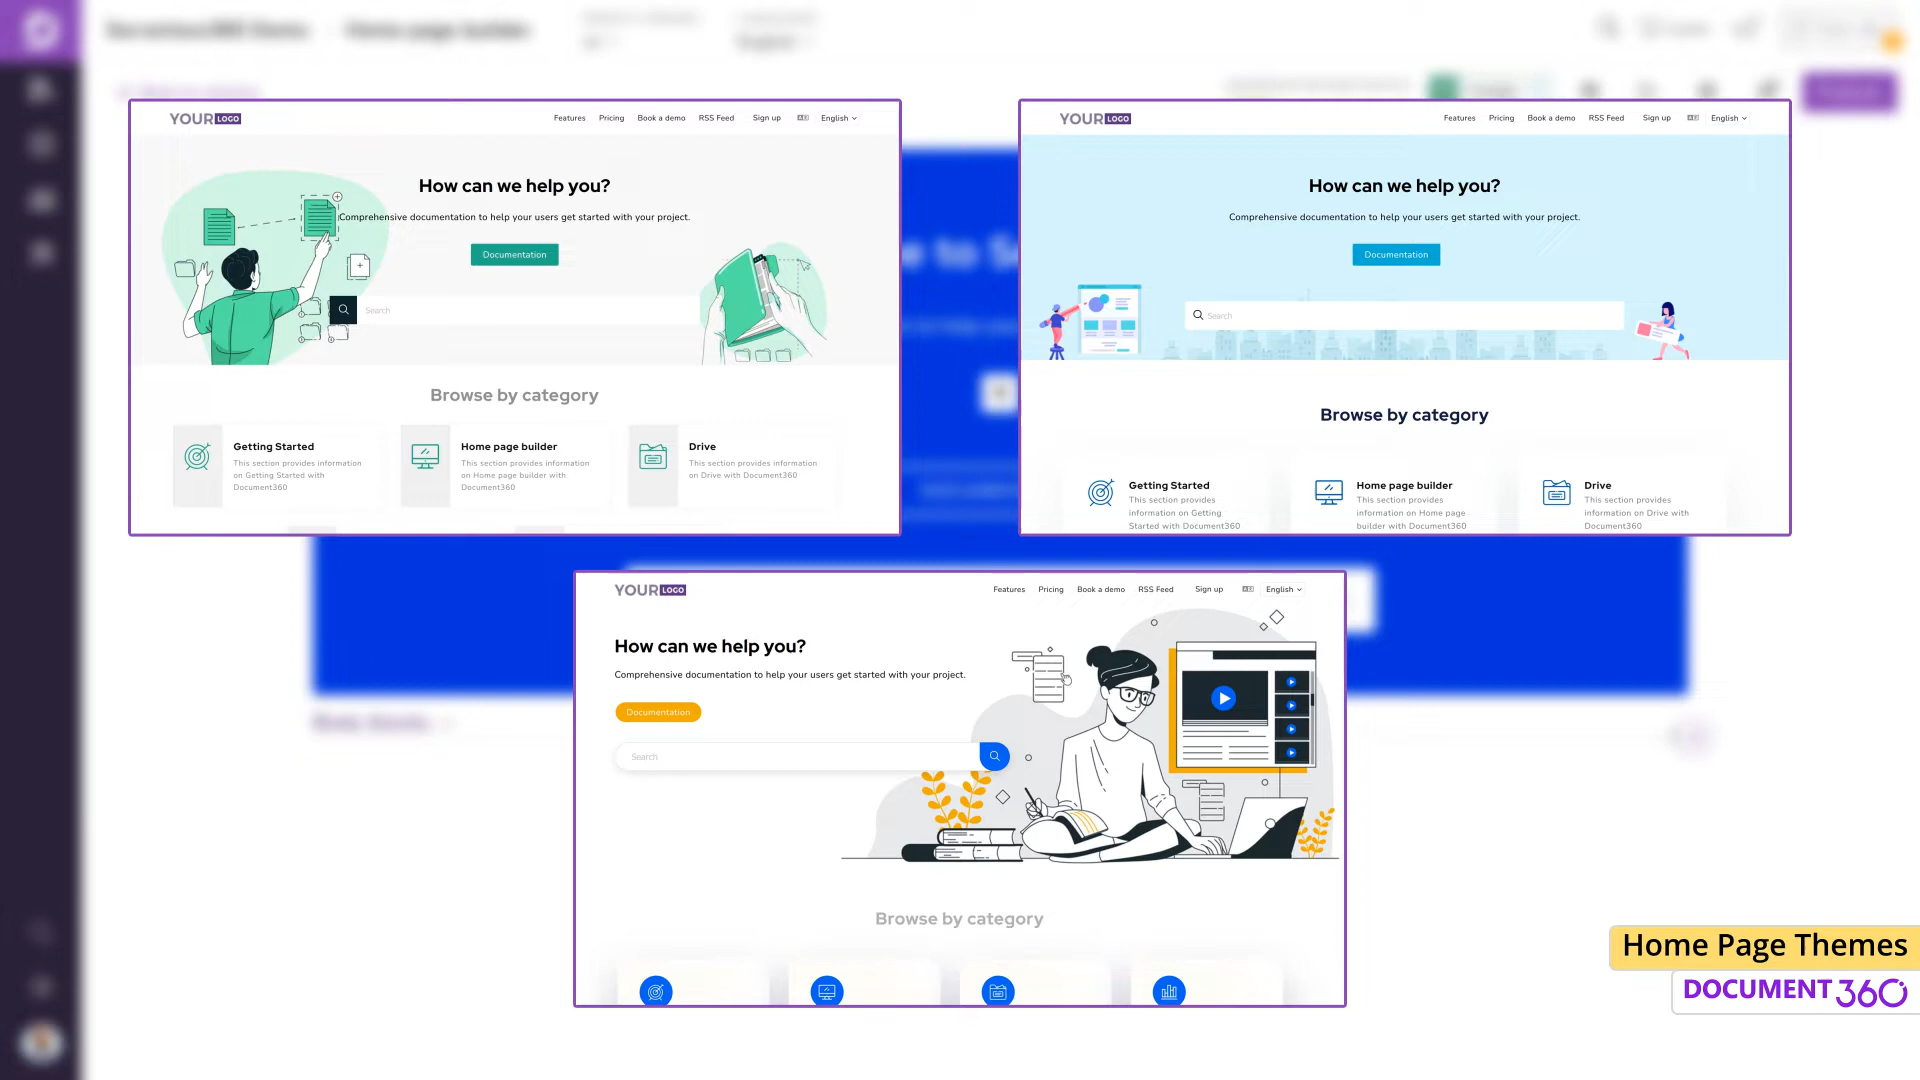 YOUR LOGO
Features Pricing Book a demo RSS Feed Sign up English
How can we help you?
Comprehensive documentation to help your users get started with your project.
Documentation
Search
Browse by category
Getting Started
This section provides information
on Getting Started with
Document360
Home page builder
This section provides information
on Home page builder with
Document360
Drive
This section provides information
on Drive with Document360
YOUR LOGO
Features Pricing Book a demo RSS Feed Sign up English
How can we help you?
Comprehensive documentation to help your users get started with your project.
Documentation
Search
Browse by category
Getting Started
This section provides
information on Getting
Started with Document360
Home page builder
This section provides
information on Home page
builder with Document360
Drive
This section provides
information on Drive with
Document360
YOUR LOGO
Features Pricing Book a demo RSS Feed Sign up English
How can we help you?
Comprehensive documentation to help your users get started with your project.
Documentation
Search
Browse by category
Home Page Themes
DOCUMENT360